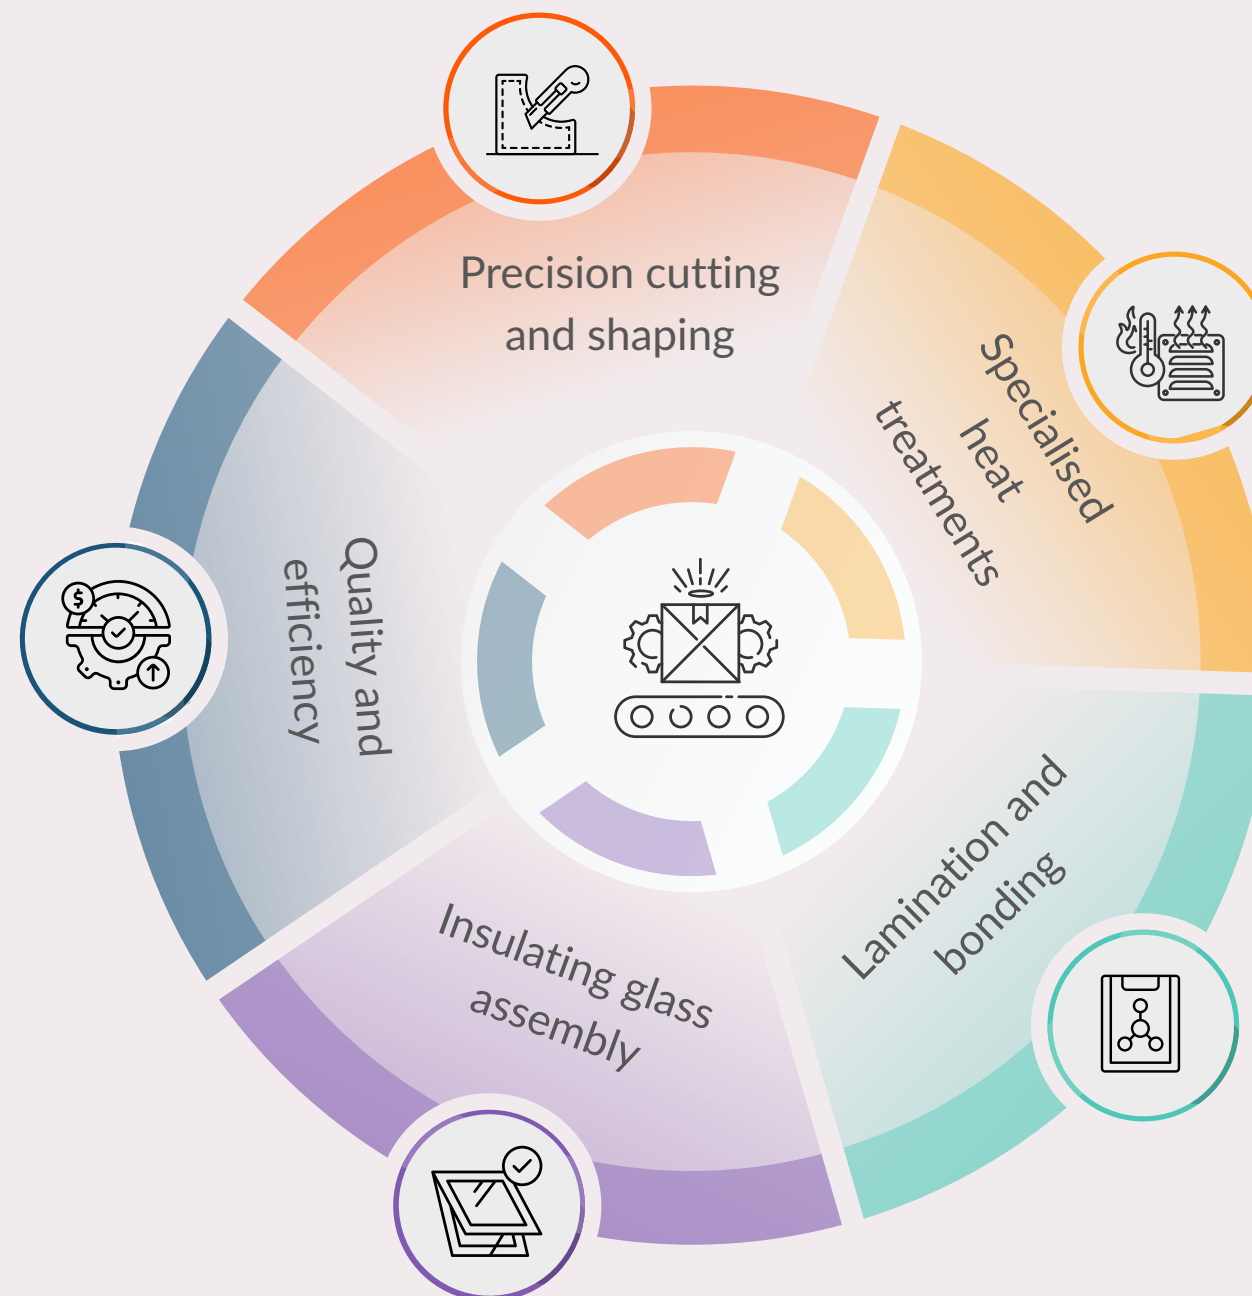 Precision cutting
and shaping
Specialised
heat
treatments
Lamination and
bonding
Insulating glass
assembly
Quality and
efficiency
$